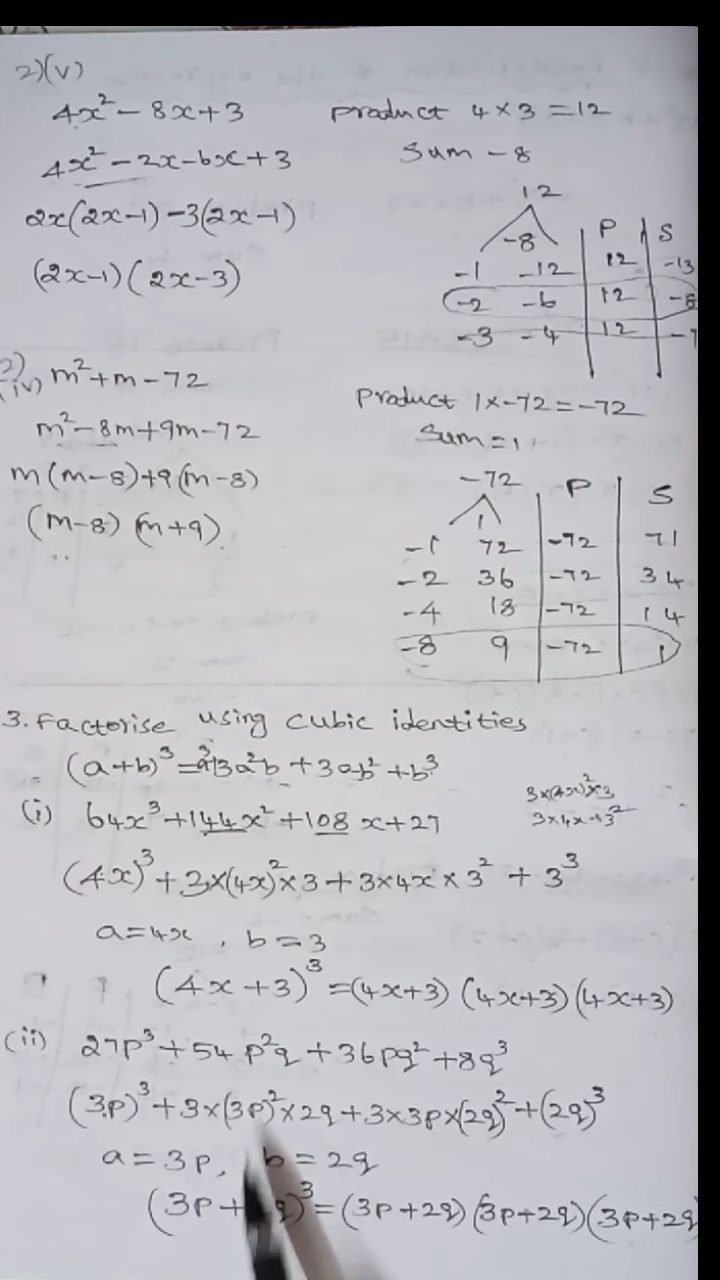 2)(v)
4x² - 8x + 3 product 4 × 3 = 12
4x² - 2x - 6x + 3 Sum - 8
2x(2x-1) - 3(2x-1)
(2x-1)(2x-3)
12
-8 P S
-1 -12 12 -13
-2 -6 12 -8
-3 -4 12 -7
2)
(iv) m² + m - 72
m² - 8m + 9m - 72
m(m-8) + 9(m-8)
(m-8) (m+9)
product 1 x -72 = -72
Sum = 1
-72 P S
1
-1 72 -72 71
-2 36 -72 34
-4 18 -72 14
-8 9 -72 1
3. Factorise using cubic identities
(a+b)³ = a³+3a²b + 3ab² + b³
(i) 64x³ + 144x² + 108x + 27
3×(4x)²×3
3×4x×3²
(4x)³ + 3×(4x)²×3 + 3×4x×3² + 3³
a = 4x , b = 3
(4x+3)³ = (4x+3) (4x+3) (4x+3)
(ii) 27p³ + 54p²q + 36pq² + 8q³
(3p)³ + 3×(3p)²×2q + 3×3p×(2q)² + (2q)³
a = 3p, b = 2q
(3p+ q)³ = (3p+2q) (3p+2q) (3p+2q